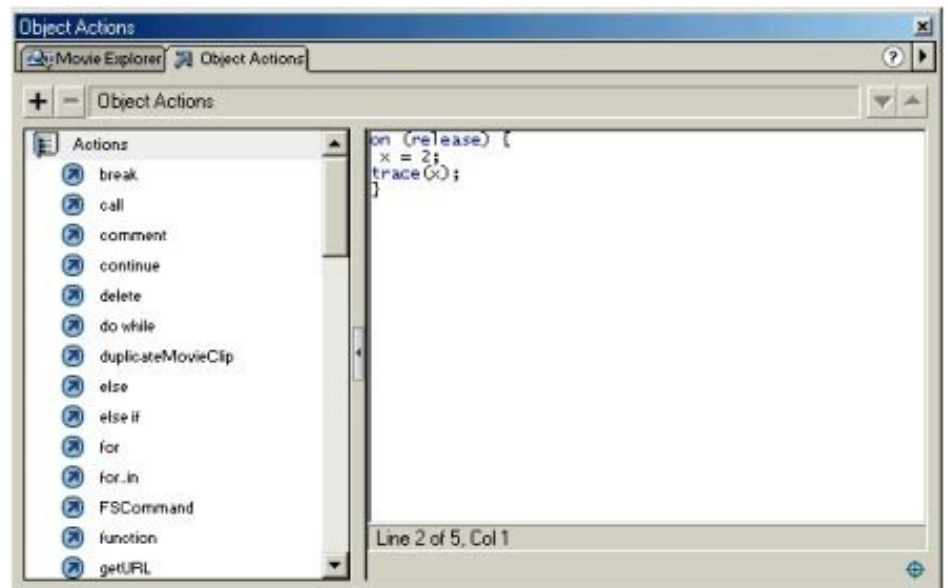 Object Actions
Movie Explorer Object Actions
?
+ − Object Actions
Actions
break
call
comment
continue
delete
do while
duplicateMovieClip
else
else if
for
for..in
FSCommand
function
getURL
on (release) {
 x = 2;
trace(x);
}
Line 2 of 5, Col 1